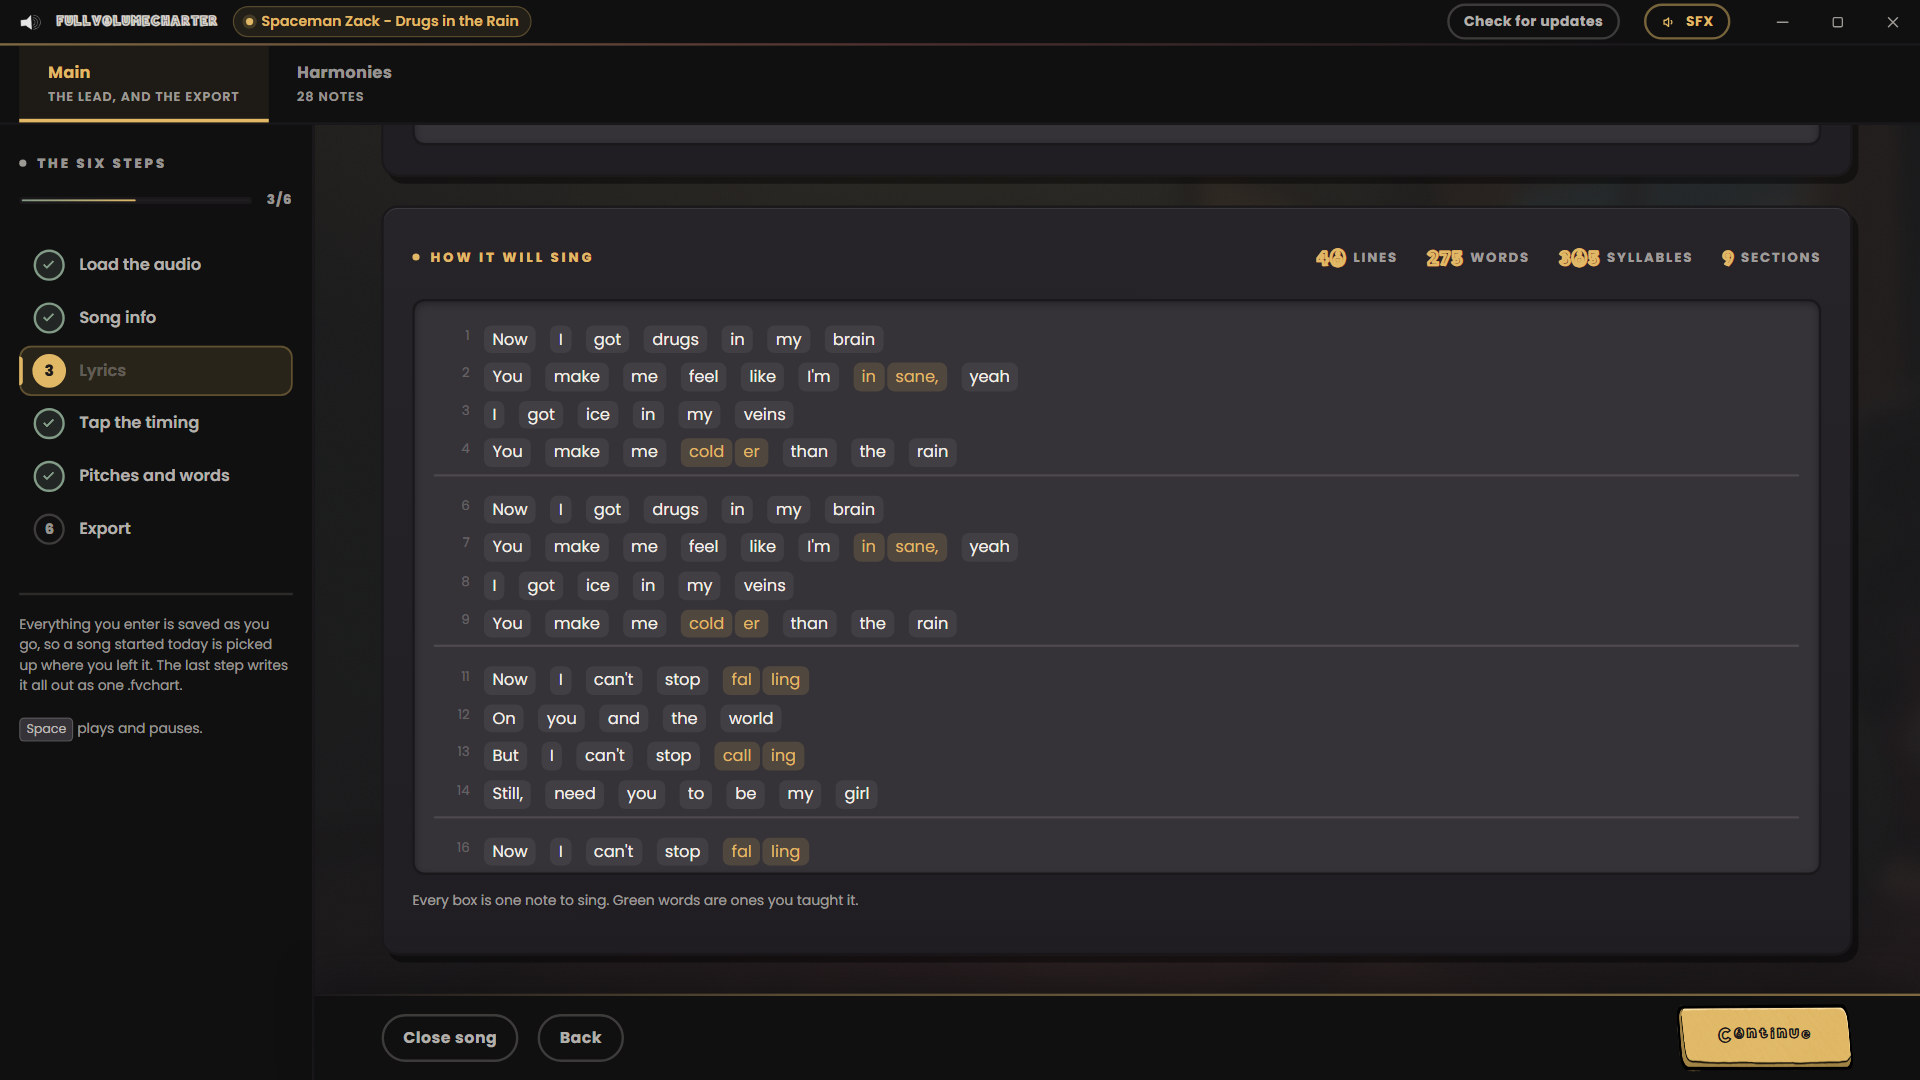 FULLVOLUMECHARTER
Spaceman Zack - Drugs in the Rain
Check for updates
SFX
Main
THE LEAD, AND THE EXPORT
Harmonies
28 NOTES
THE SIX STEPS
3/6
Load the audio
Song info
3 Lyrics
Tap the timing
Pitches and words
6 Export
Everything you enter is saved as you
go, so a song started today is picked
up where you left it. The last step writes
it all out as one .fvchart.
Space plays and pauses.
HOW IT WILL SING
40 LINES 275 WORDS 305 SYLLABLES 9 SECTIONS
1 Now I got drugs in my brain
2 You make me feel like I'm in sane, yeah
3 I got ice in my veins
4 You make me cold er than the rain
6 Now I got drugs in my brain
7 You make me feel like I'm in sane, yeah
8 I got ice in my veins
9 You make me cold er than the rain
11 Now I can't stop fal ling
12 On you and the world
13 But I can't stop call ing
14 Still, need you to be my girl
16 Now I can't stop fal ling
Every box is one note to sing. Green words are ones you taught it.
Close song
Back
Continue